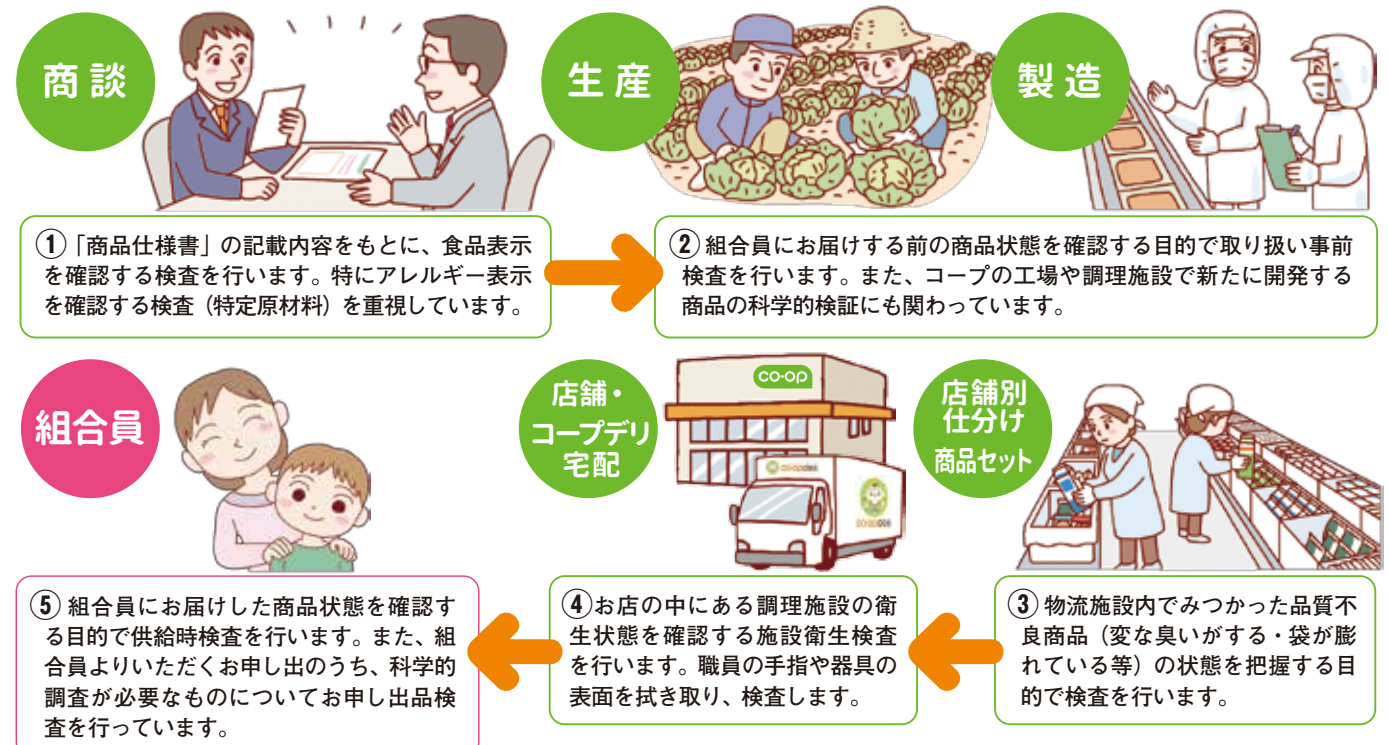 商談
生産
製造
①「商品仕様書」の記載内容をもとに、食品表示
を確認する検査を行います。特にアレルギー表示
を確認する検査（特定原材料）を重視しています。
② 組合員にお届けする前の商品状態を確認する目的で取り扱い事前
検査を行います。また、コープの工場や調理施設で新たに開発する
商品の科学的検証にも関わっています。
店舗別
仕分け
商品セット
③ 物流施設内でみつかった品質不
良商品（変な臭いがする・袋が膨
れている等）の状態を把握する目
的で検査を行います。
店舗・
コープデリ
宅配
co-op
④お店の中にある調理施設の衛
生状態を確認する施設衛生検査
を行います。職員の手指や器具の
表面を拭き取り、検査します。
組合員
⑤ 組合員にお届けした商品状態を確認す
る目的で供給時検査を行います。また、組
合員よりいただくお申し出のうち、科学的
調査が必要なものについてお申し出品検
査を行っています。